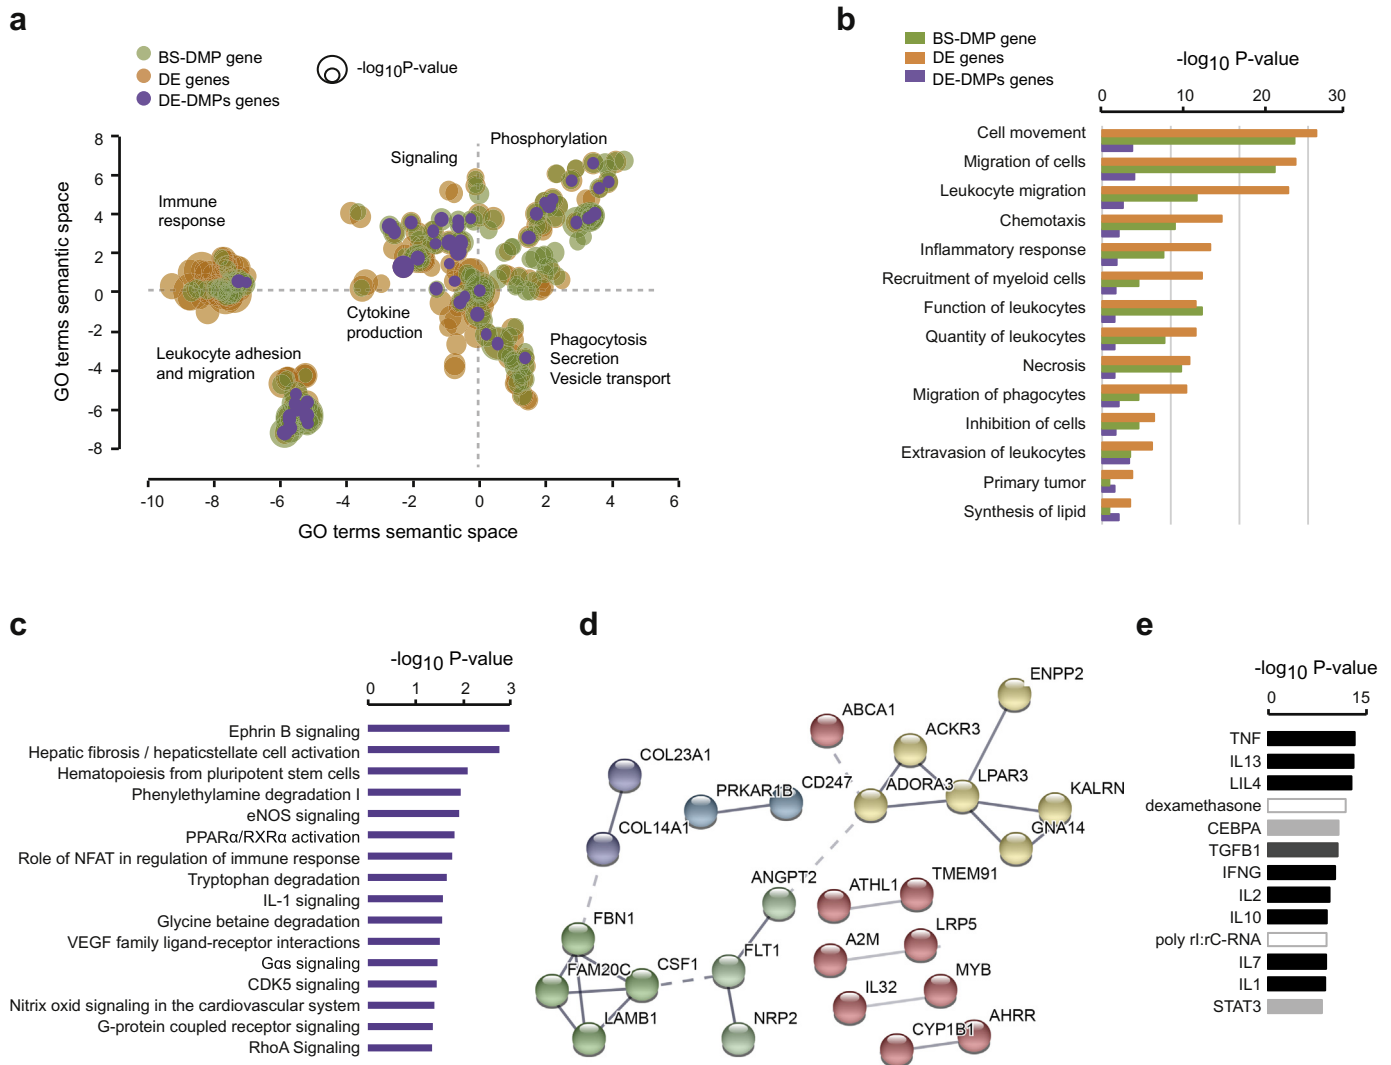 a
BS-DMP gene
DE genes
DE-DMPs genes
-log10P-value
8
6
4
2
0
-2
-4
-6
-8
GO terms semantic space
Immune
response
Signaling
Phosphorylation
Cytokine
production
Leukocyte adhesion
and migration
Phagocytosis
Secretion
Vesicle transport
-10
-8
-6
-4
-2
0
2
4
6
GO terms semantic space
b
BS-DMP gene
DE genes
DE-DMPs genes
-log10 P-value
0
10
20
30
Cell movement
Migration of cells
Leukocyte migration
Chemotaxis
Inflammatory response
Recruitment of myeloid cells
Function of leukocytes
Quantity of leukocytes
Necrosis
Migration of phagocytes
Inhibition of cells
Extravasion of leukocytes
Primary tumor
Synthesis of lipid
c
-log10 P-value
0
1
2
3
Ephrin B signaling
Hepatic fibrosis / hepaticstellate cell activation
Hematopoiesis from pluripotent stem cells
Phenylethylamine degradation I
eNOS signaling
PPARα/RXRα activation
Role of NFAT in regulation of immune response
Tryptophan degradation
IL-1 signaling
Glycine betaine degradation
VEGF family ligand-receptor interactions
Gαs signaling
CDK5 signaling
Nitrix oxid signaling in the cardiovascular system
G-protein coupled receptor signaling
RhoA Signaling
d
ENPP2
ABCA1
ACKR3
COL23A1
CD247
ADORA3
LPAR3
KALRN
PRKAR1B
COL14A1
GNA14
ANGPT2
ATHL1
TMEM91
FBN1
LRP5
A2M
FLT1
FAM20C
CSF1
MYB
IL32
LAMB1
NRP2
CYP1B1
AHRR
e
-log10 P-value
0
15
TNF
IL13
LIL4
dexamethasone
CEBPA
TGFB1
IFNG
IL2
IL10
poly rI:rC-RNA
IL7
IL1
STAT3